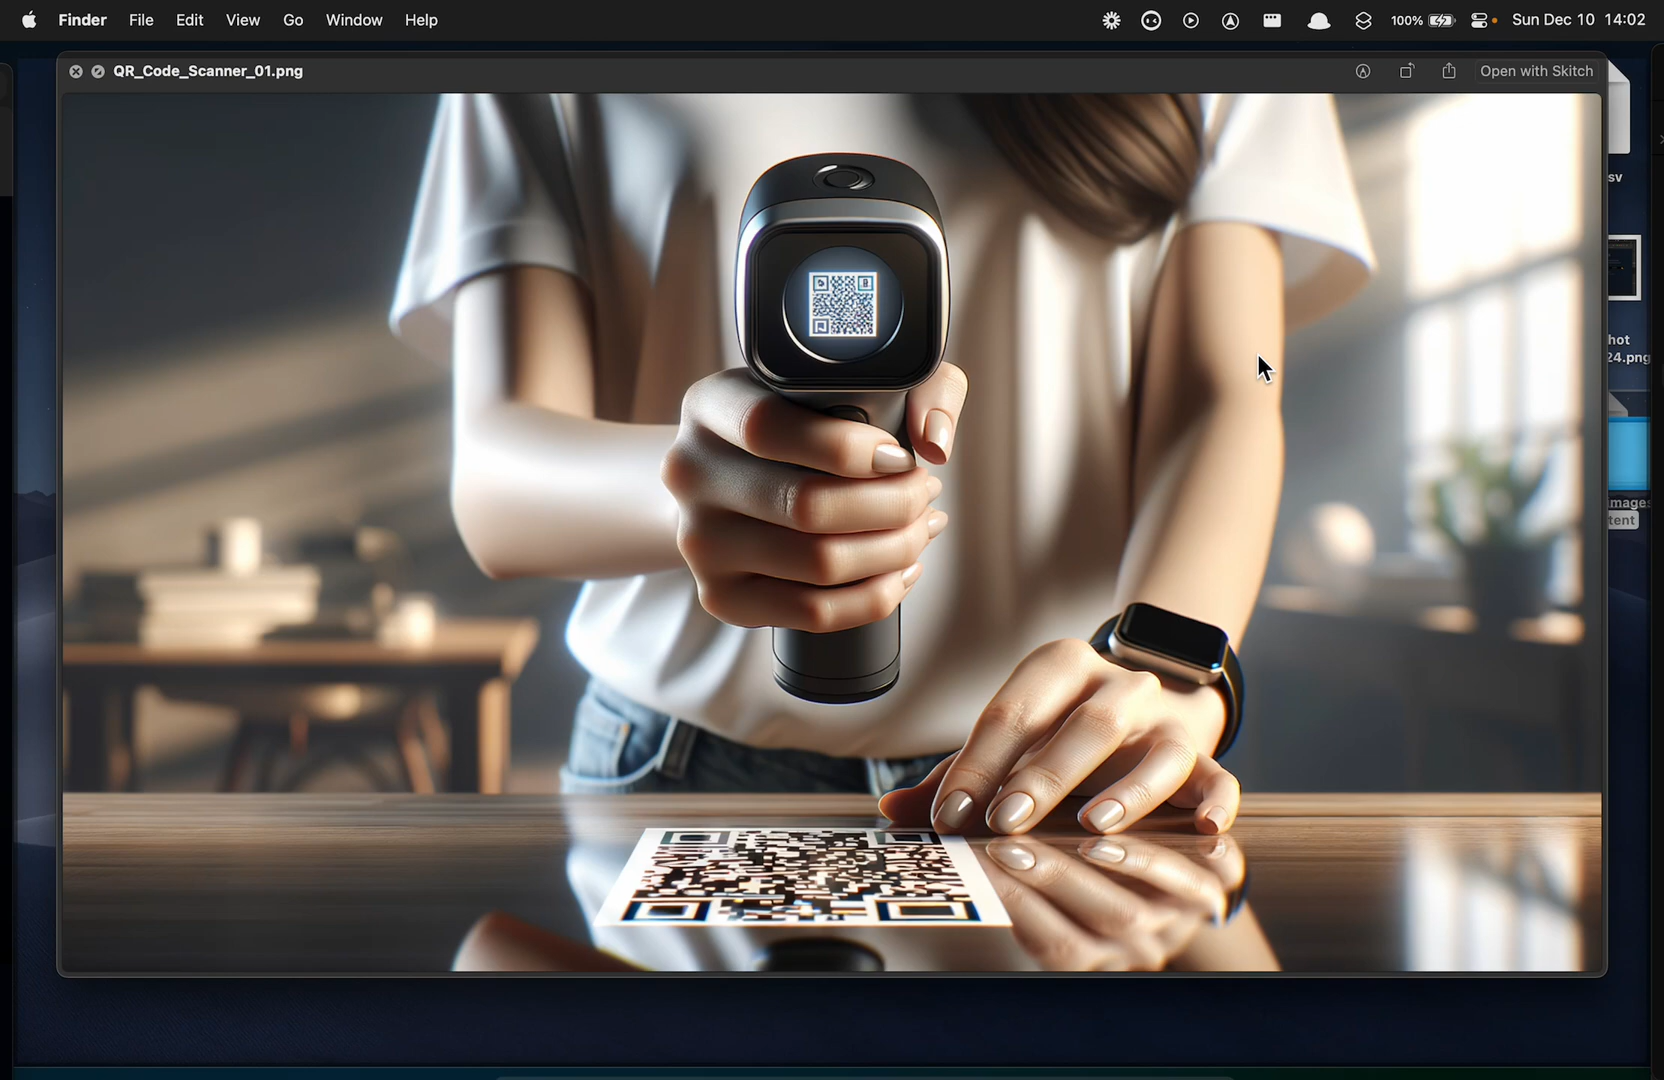 Finder File Edit View Go Window Help 100% Sun Dec 10 14:02
QR_Code_Scanner_01.png Open with Skitch
sv
hot
24.png
mages
tent